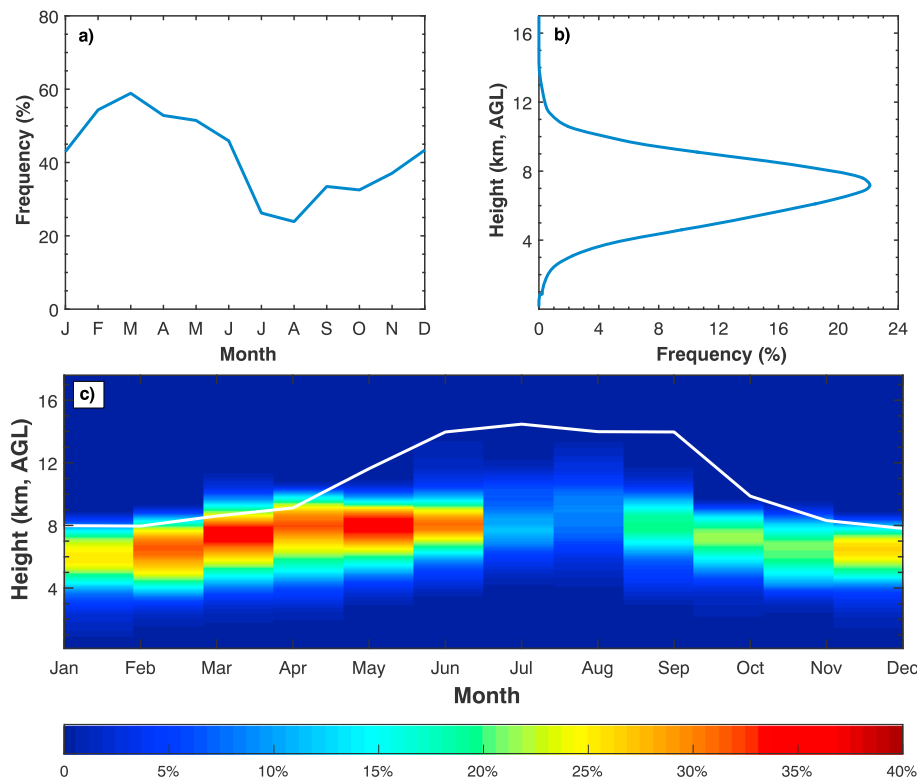 a)
80
60
40
20
0
Frequency (%)
J F M A M J J A S O N D
Month
b)
16
12
8
4
Height (km, AGL)
0 4 8 12 16 20 24
Frequency (%)
c)
16
12
8
4
Height (km, AGL)
Jan Feb Mar Apr May Jun Jul Aug Sep Oct Nov Dec
Month
0 5% 10% 15% 20% 25% 30% 35% 40%